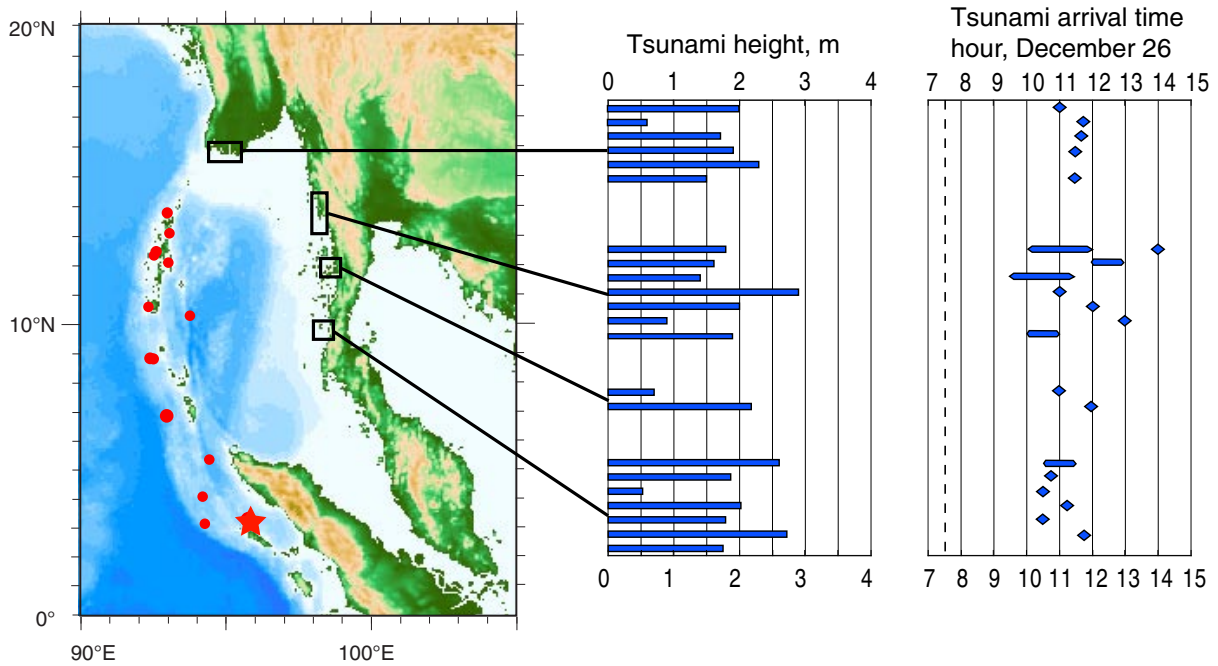 20°N
10°N
0°
90°E
100°E
Tsunami height, m
0 1 2 3 4
0 1 2 3 4
Tsunami arrival time
hour, December 26
7 8 9 10 11 12 13 14 15
7 8 9 10 11 12 13 14 15